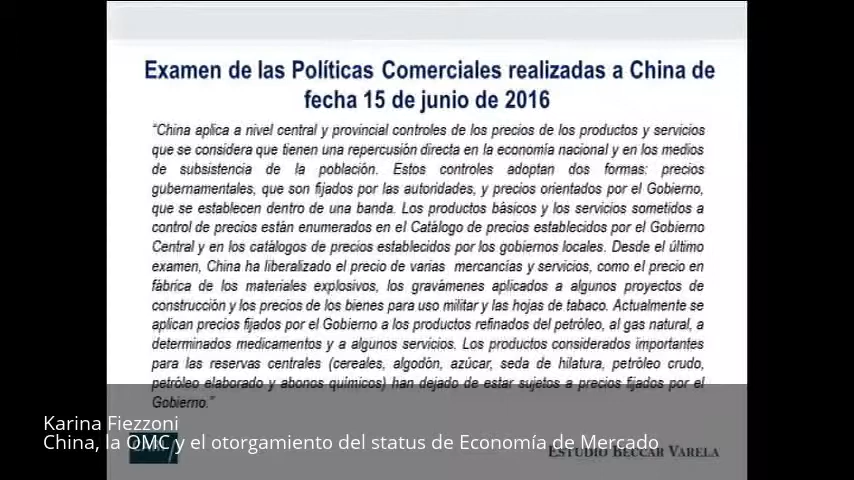 Examen de las Políticas Comerciales realizadas a China de
fecha 15 de junio de 2016
“China aplica a nivel central y provincial controles de los precios de los productos y servicios
que se considera que tienen una repercusión directa en la economía nacional y en los medios
de subsistencia de la población. Estos controles adoptan dos formas: precios
gubernamentales, que son fijados por las autoridades, y precios orientados por el Gobierno,
que se establecen dentro de una banda. Los productos básicos y los servicios sometidos a
control de precios están enumerados en el Catálogo de precios establecidos por el Gobierno
Central y en los catálogos de precios establecidos por los gobiernos locales. Desde el último
examen, China ha liberalizado el precio de varias mercancías y servicios, como el precio en
fábrica de los materiales explosivos, los gravámenes aplicados a algunos proyectos de
construcción y los precios de los bienes para uso militar y las hojas de tabaco. Actualmente se
aplican precios fijados por el Gobierno a los productos refinados del petróleo, al gas natural, a
determinados medicamentos y a algunos servicios. Los productos considerados importantes
para las reservas centrales (cereales, algodón, azúcar, seda de hilatura, petróleo crudo,
petróleo elaborado y abonos químicos) han dejado de estar sujetos a precios fijados por el
Gobierno.”
Karina Fiezzoni
China, la OMC y el otorgamiento del status de Economía de Mercado
ESTUDIO BECCAR VARELA